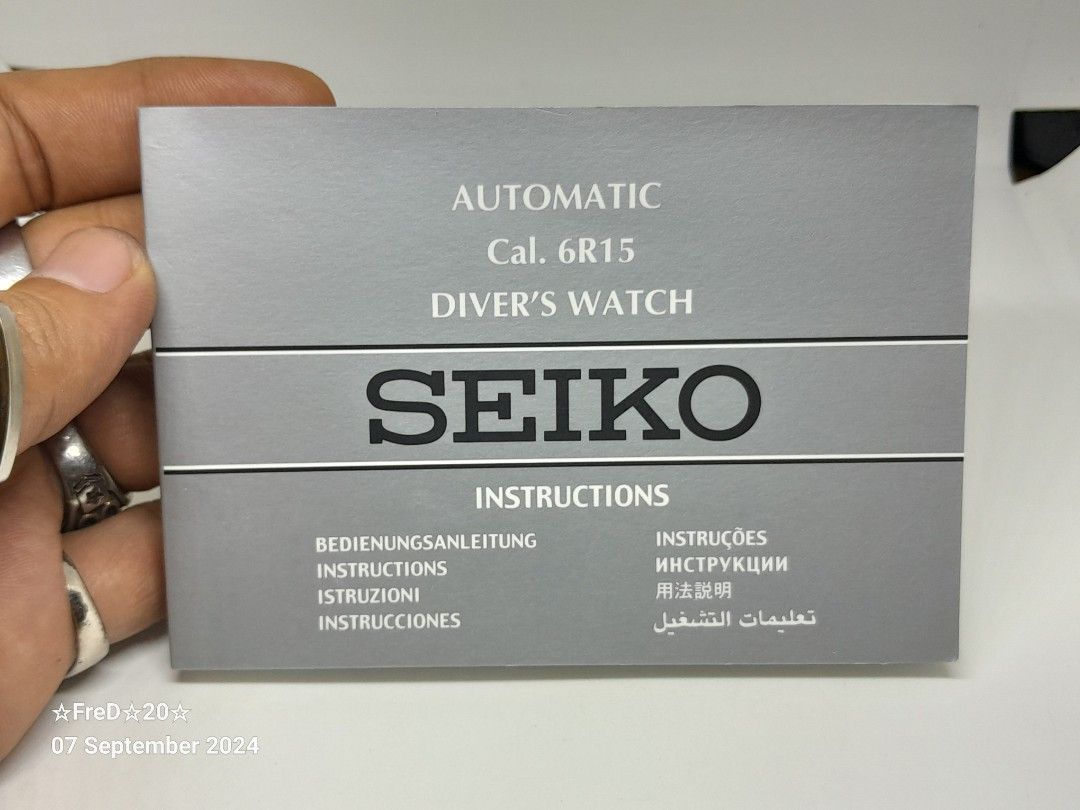 AUTOMATIC
Cal. 6R15
DIVER'S WATCH
SEIKO
INSTRUCTIONS
BEDIENUNGSANLEITUNG
INSTRUCTIONS
ISTRUZIONI
INSTRUCCIONES
INSTRUÇÕES
ИНСТРУКЦИИ
用法説明
تعليمات التشغيل
☆FreD☆20☆
07 September 2024